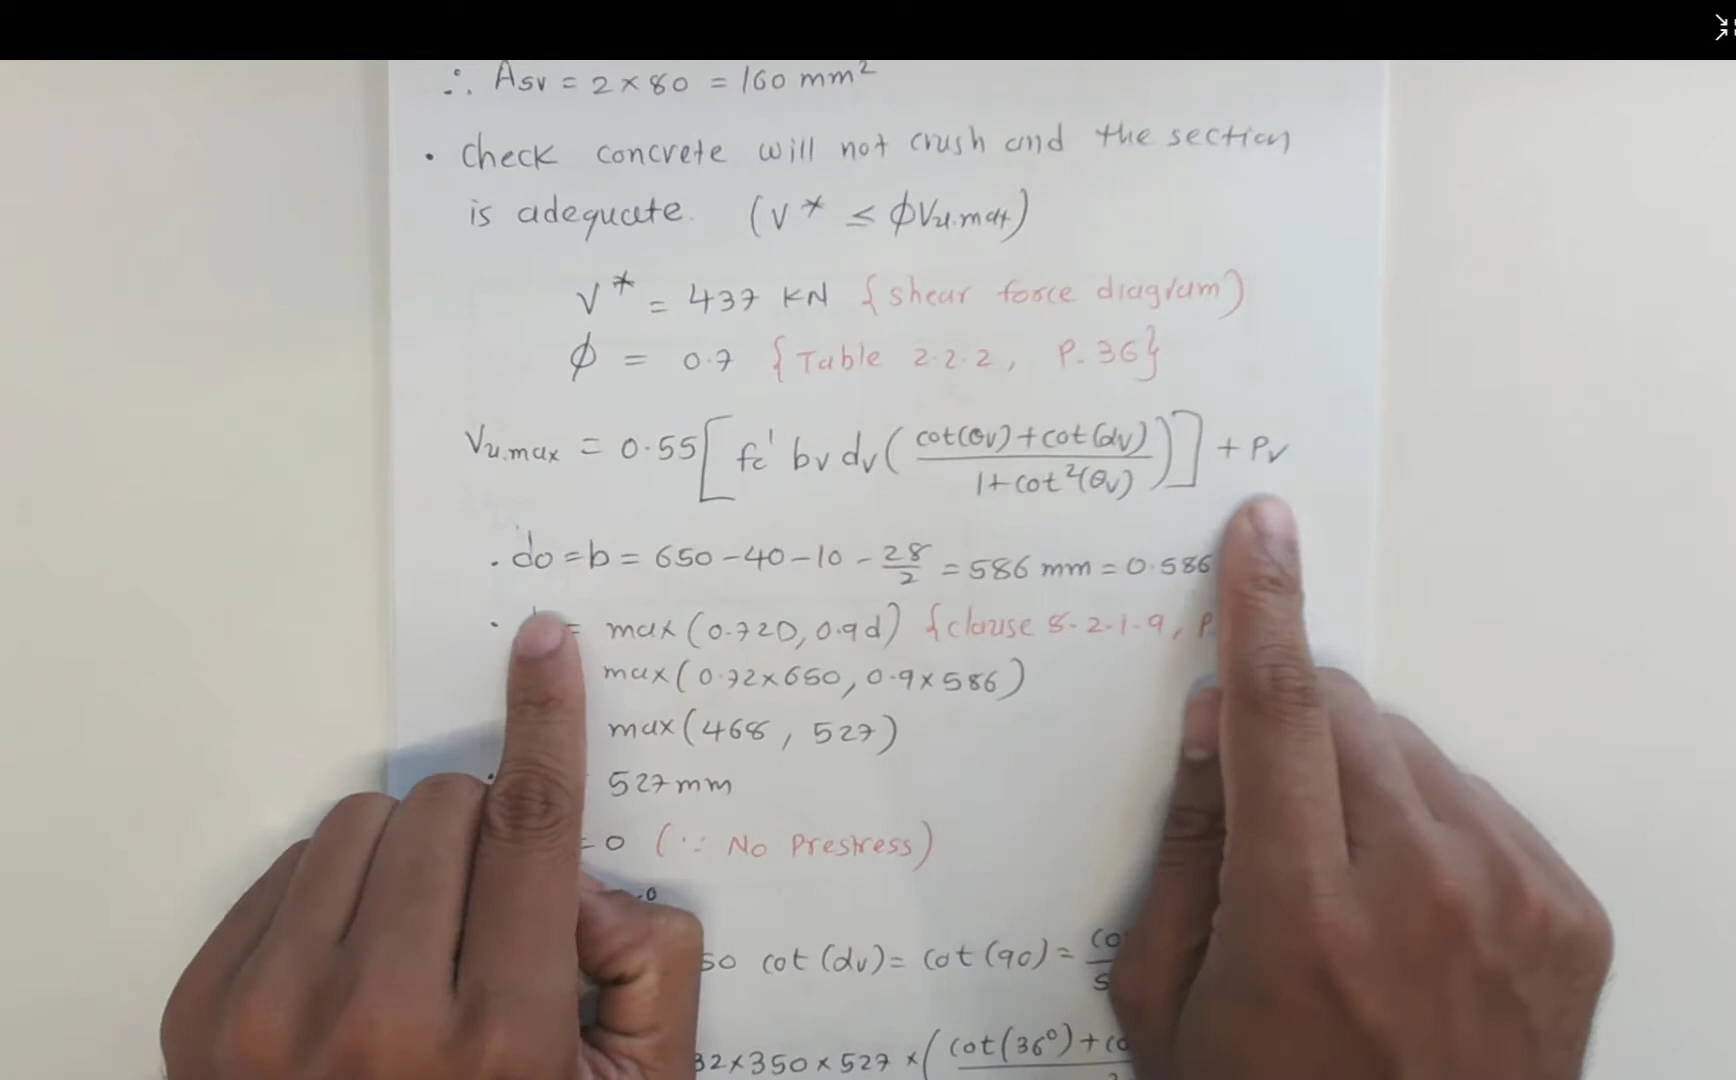 ∴ Asv = 2 × 80 = 160 mm²
• Check concrete will not crush and the section
is adequate. (V* ≤ ϕVu.max)
V* = 437 KN {shear force diagram)
ϕ = 0.7 {Table 2.2.2, P.36}
Vu.max = 0.55 [fc' bv dv ( (cot(θv) + cot(αv)) / (1 + cot²(θv)) )] + Pv
• do = b = 650 - 40 - 10 - 28/2 = 586 mm = 0.586
• = max (0.72D, 0.9d) {clause 8.2.1.9, P.
max (0.72×650, 0.9×586)
max (468, 527)
527mm
= 0 (∵ No Prestress)
so cot (αv) = cot (90) =
32 × 350 × 527 × ( cot(36°) +